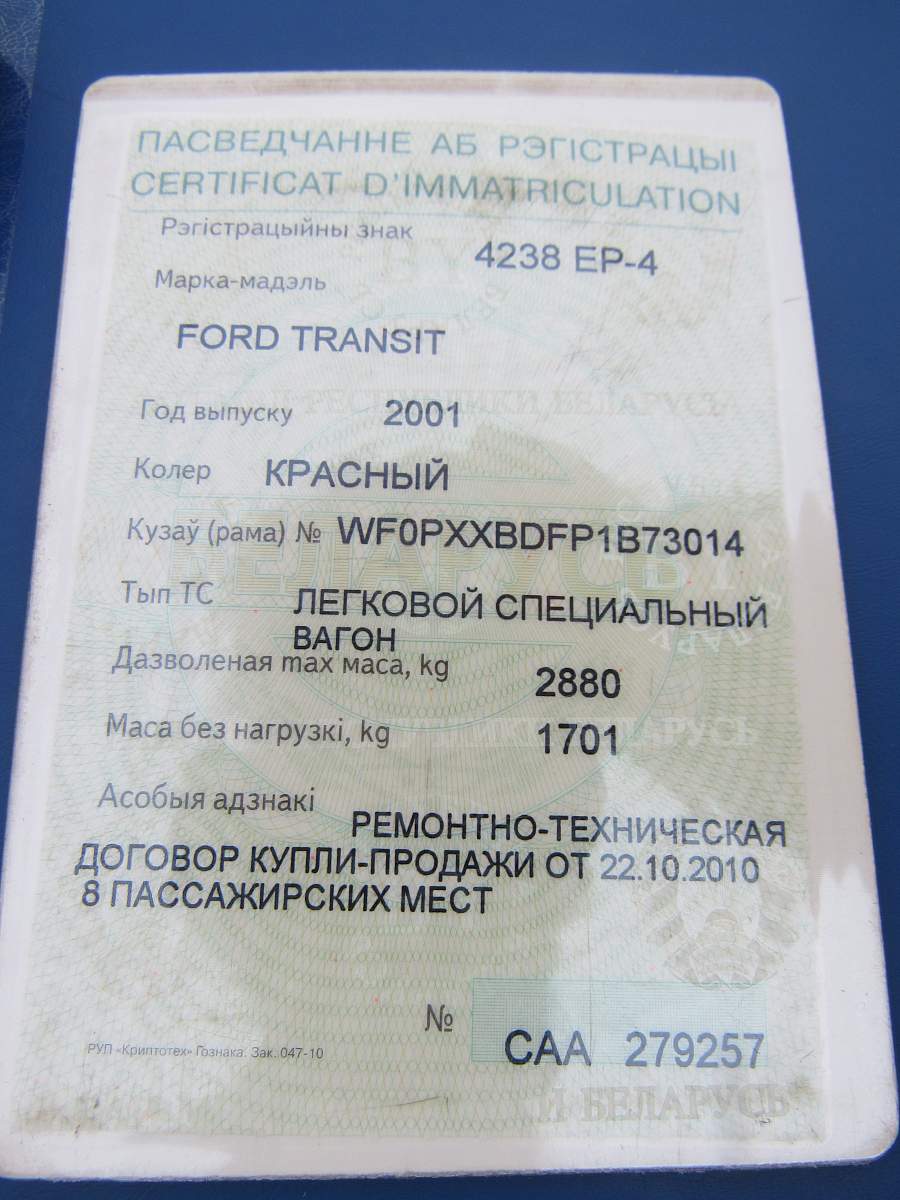 ПАСВЕДЧАННЕ АБ РЭГІСТРАЦЫІ
CERTIFICAT D'IMMATRICULATION
Рэгістрацыйны знак 4238 EP-4
Марка-мадэль
FORD TRANSIT
Год выпуску 2001
Колер КРАСНЫЙ
Кузаў (рама) № WF0PXXBDFP1B73014
Тып ТС ЛЕГКОВОЙ СПЕЦИАЛЬНЫЙ
ВАГОН
Дазволеная max маса, kg 2880
Маса без нагрузкі, kg 1701
Асобыя адзнакі
РЕМОНТНО-ТЕХНИЧЕСКАЯ
ДОГОВОР КУПЛИ-ПРОДАЖИ ОТ 22.10.2010
8 ПАССАЖИРСКИХ МЕСТ
№ CAA 279257
РУП «Криптотех» Гознака. Зак. 047-10
БЕЛАРУСЬ
И БЕЛАРУСЬ